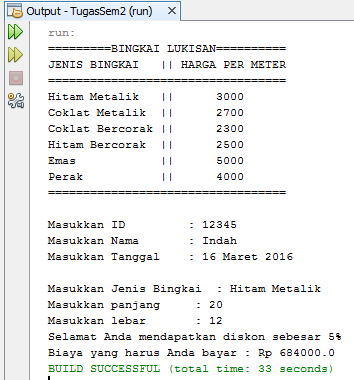 Output - TugasSem2 (run)
run:
=========BINGKAI LUKISAN==========
JENIS BINGKAI   || HARGA PER METER
==================================
Hitam Metalik   ||      3000
Coklat Metalik  ||      2700
Coklat Bercorak ||      2300
Hitam Bercorak  ||      2500
Emas            ||      5000
Perak           ||      4000
==================================
Masukkan ID         : 12345
Masukkan Nama       : Indah
Masukkan Tanggal    : 16 Maret 2016
Masukkan Jenis Bingkai  : Hitam Metalik
Masukkan panjang    : 20
Masukkan lebar      : 12
Selamat Anda mendapatkan diskon sebesar 5%
Biaya yang harus Anda bayar : Rp 684000.0
BUILD SUCCESSFUL (total time: 33 seconds)